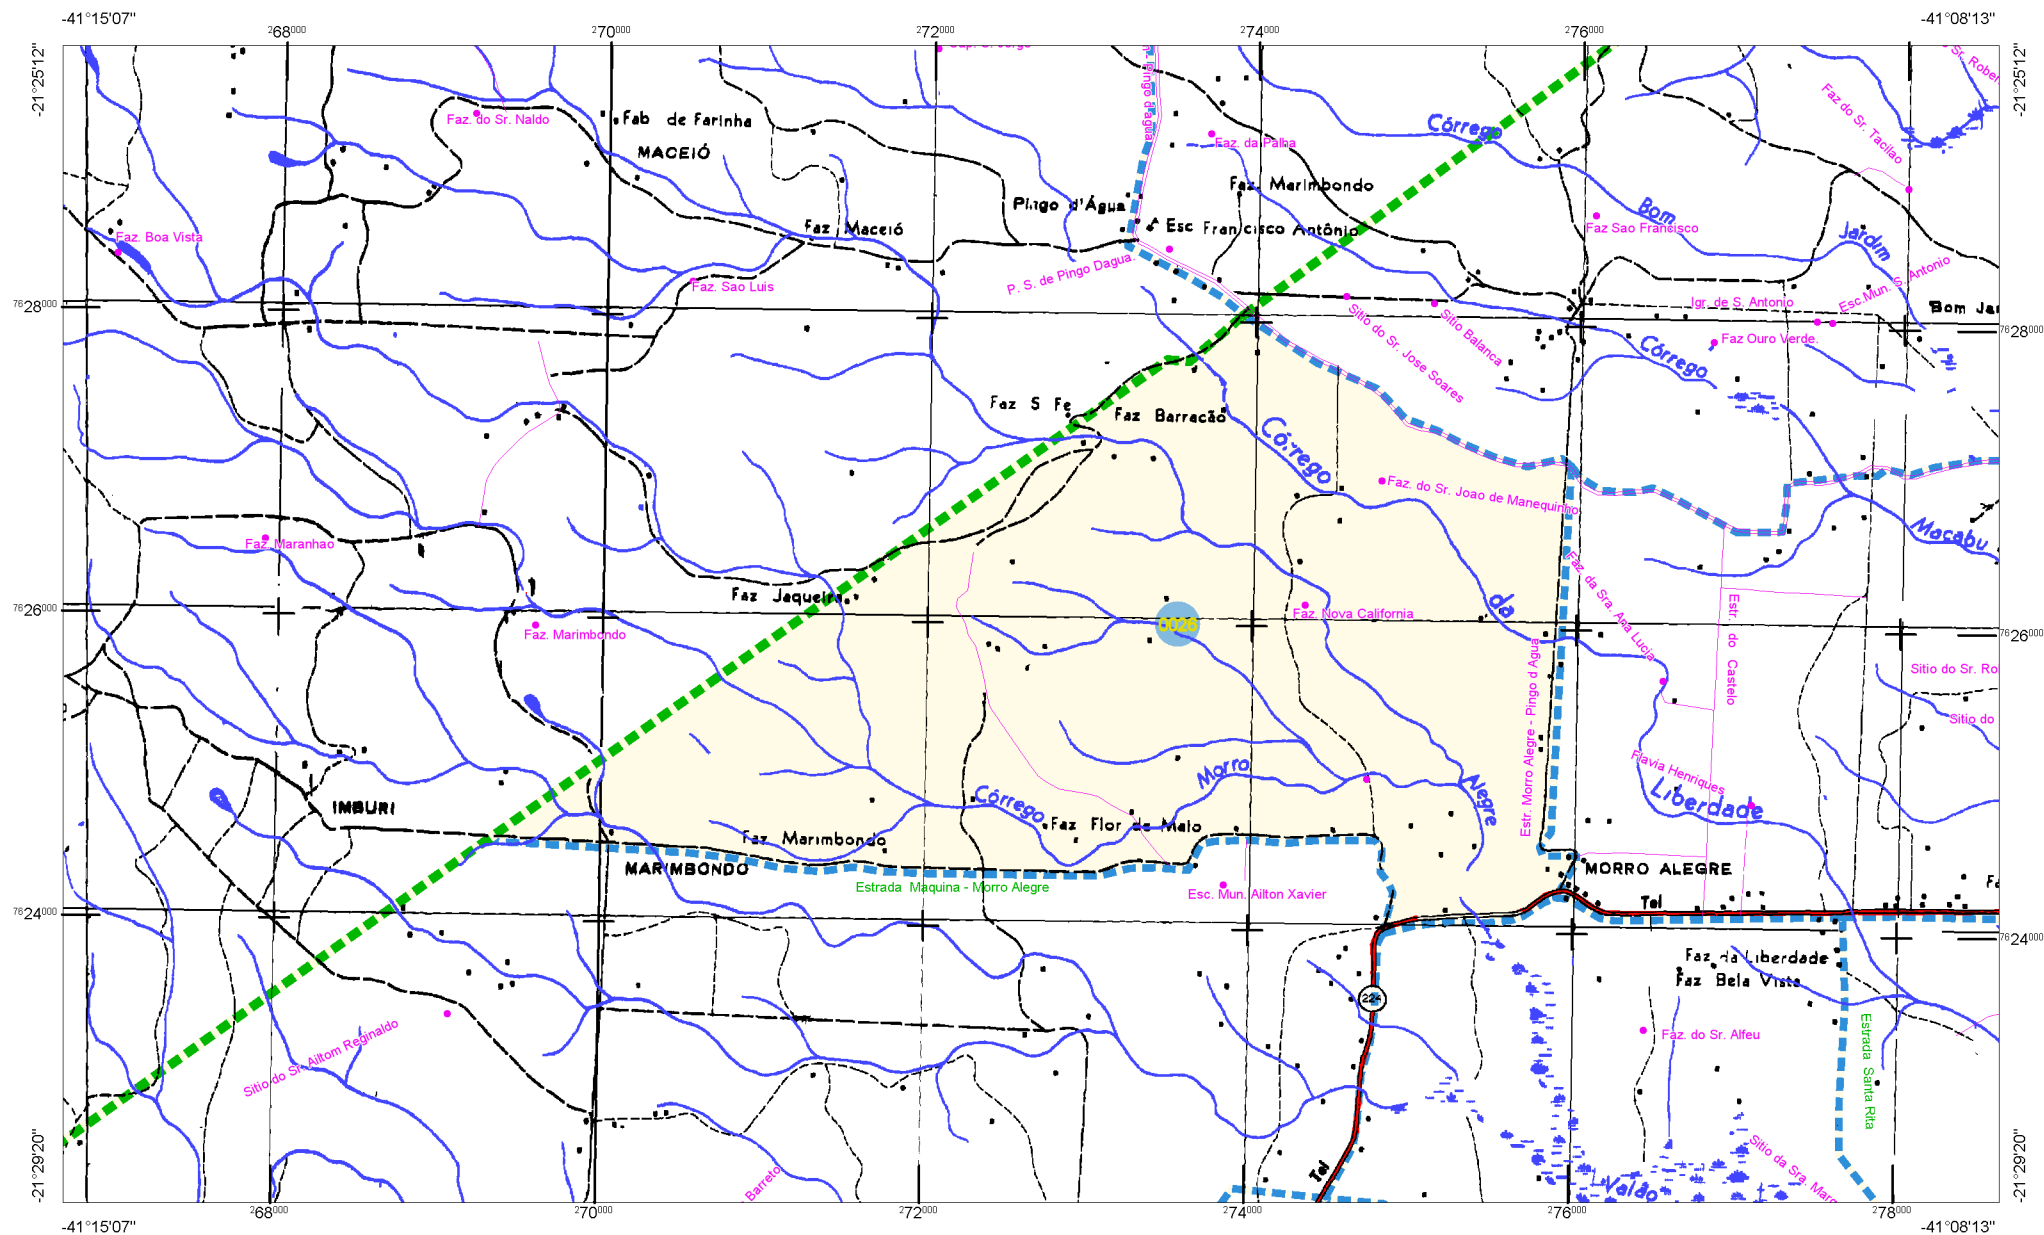 -41°15'07"
-41°08'13"
268000
270000
272000
274000
276000
-21°25'12"
-21°25'12"
Faz. do Sr. Naldo
Fab de Farinha
MACEIÓ
Faz. da Palha
Córrego
Faz do Sr. Tacilao
Faz Marimbondo
Pingo d'Água
Esc Francisco Antônio
Faz Maceió
Bom
Jardim
Faz Sao Francisco
Faz. Boa Vista
P. S. de Pingo Dagua.
Faz. Sao Luis
Igr. de S. Antonio
Esc.Mun. S. Antonio
Bom Jar
7628000
7628000
Sitio do Sr. Jose Soares
Sitio Balanca
Córrego
Faz Ouro Verde.
Faz S Fe
Faz Barracão
Córrego
Faz. do Sr. Joao de Manequinho
Macabu
Faz. Maranhao
Faz. da Sra. Ana Lucia
Faz Jaqueira
da
Estr. do Castelo
7626000
7626000
Faz. Nova California
0026
Faz. Marimbondo
Estr. Morro Alegre - Pingo d Agua
Sitio do Sr. Ro
Sitio do
Flavia Henriques
Liberdade
Morro
Alegre
Córrego
IMBURI
Faz Flor de Maio
Faz Marimbondo
MARIMBONDO
Estrada Maquina - Morro Alegre
Esc. Mun. Ailton Xavier
MORRO ALEGRE
Tel
7624000
7624000
Faz da Liberdade
Faz Bela Vista
224
Sitio do Sr. Ailtom Reginaldo
Faz. do Sr. Alfeu
Estrada Santa Rita
Sitio da Sra. Marg
Barreto
Tel
Valão
-21°29'20"
-21°29'20"
268000
270000
272000
274000
276000
278000
-41°15'07"
-41°08'13"